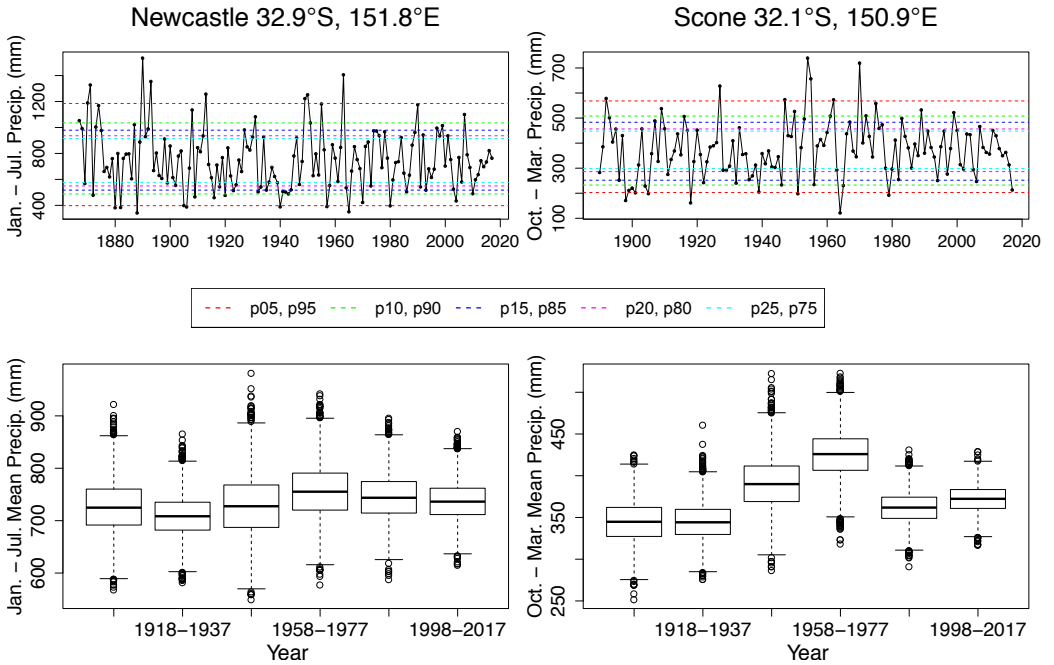 Newcastle 32.9°S, 151.8°E
Jan. – Jul. Precip. (mm)
1200
800
600
400
1880 1900 1920 1940 1960 1980 2000 2020
Scone 32.1°S, 150.9°E
Oct. – Mar. Precip. (mm)
700
500
300
100
1900 1920 1940 1960 1980 2000 2020
p05, p95 p10, p90 p15, p85 p20, p80 p25, p75
Jan. – Jul. Mean Precip. (mm)
900
800
700
600
1918–1937 1958–1977 1998–2017
Year
Oct. – Mar. Mean Precip. (mm)
450
350
250
1918–1937 1958–1977 1998–2017
Year